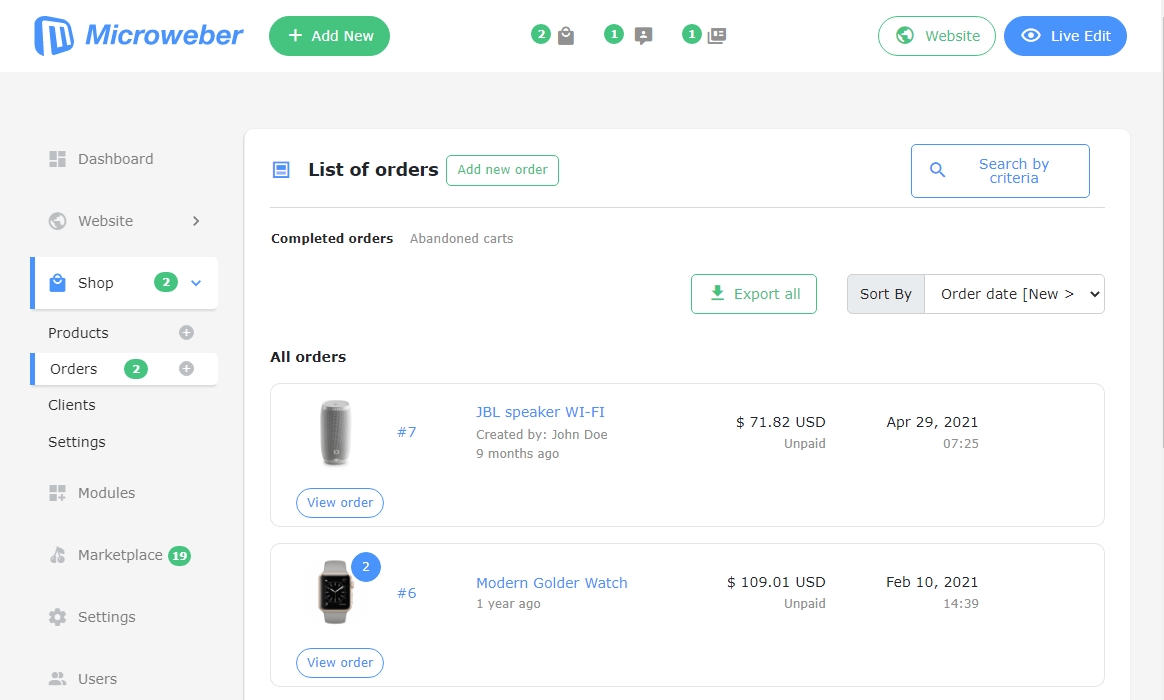 Microweber
Add New
2
1
1
Website
Live Edit
Dashboard
Website
Shop
2
Products
Orders
2
Clients
Settings
Modules
Marketplace
19
Settings
Users
List of orders
Add new order
Search by
criteria
Completed orders
Abandoned carts
Export all
Sort By
Order date [New >
All orders
#7
JBL speaker WI-FI
Created by: John Doe
9 months ago
$ 71.82 USD
Unpaid
Apr 29, 2021
07:25
View order
2
#6
Modern Golder Watch
1 year ago
$ 109.01 USD
Unpaid
Feb 10, 2021
14:39
View order